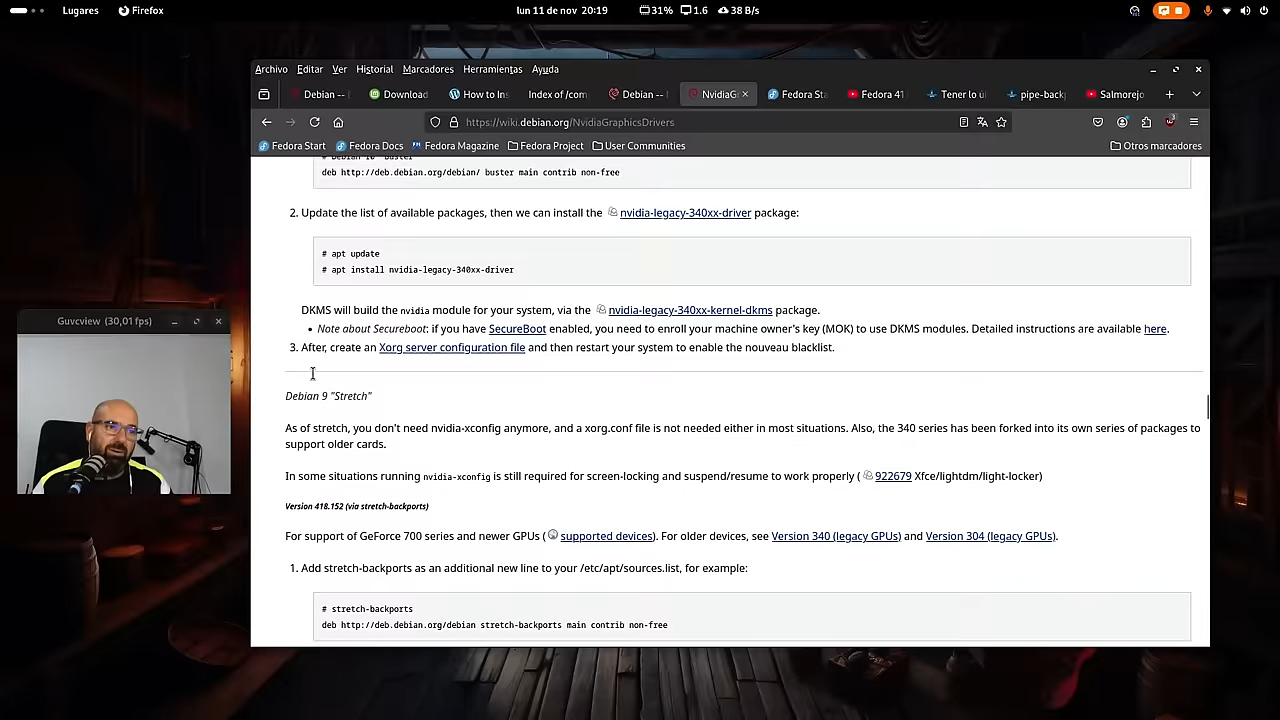 Lugares Firefox lun 11 de nov 20:19 31% 1.6 38 B/s
Archivo Editar Ver Historial Marcadores Herramientas Ayuda
Debian -- Download How to Ins Index of /com Debian -- NvidiaG Fedora Sta Fedora 41 Tener lo ú pipe-back Salmorejo
https://wiki.debian.org/NvidiaGraphicsDrivers
Fedora Start Fedora Docs Fedora Magazine Fedora Project User Communities Otros marcadores
# Debian 10 "Buster"
deb http://deb.debian.org/debian/ buster main contrib non-free
2. Update the list of available packages, then we can install the nvidia-legacy-340xx-driver package:
# apt update
# apt install nvidia-legacy-340xx-driver
DKMS will build the nvidia module for your system, via the nvidia-legacy-340xx-kernel-dkms package.
Guvcview (30,01 fps)
• Note about Secureboot: if you have SecureBoot enabled, you need to enroll your machine owner's key (MOK) to use DKMS modules. Detailed instructions are available here.
3. After, create an Xorg server configuration file and then restart your system to enable the nouveau blacklist.
Debian 9 "Stretch"
As of stretch, you don't need nvidia-xconfig anymore, and a xorg.conf file is not needed either in most situations. Also, the 340 series has been forked into its own series of packages to
support older cards.
In some situations running nvidia-xconfig is still required for screen-locking and suspend/resume to work properly ( 922679 Xfce/lightdm/light-locker)
Version 418.152 (via stretch-backports)
For support of GeForce 700 series and newer GPUs ( supported devices). For older devices, see Version 340 (legacy GPUs) and Version 304 (legacy GPUs).
1. Add stretch-backports as an additional new line to your /etc/apt/sources.list, for example:
# stretch-backports
deb http://deb.debian.org/debian stretch-backports main contrib non-free